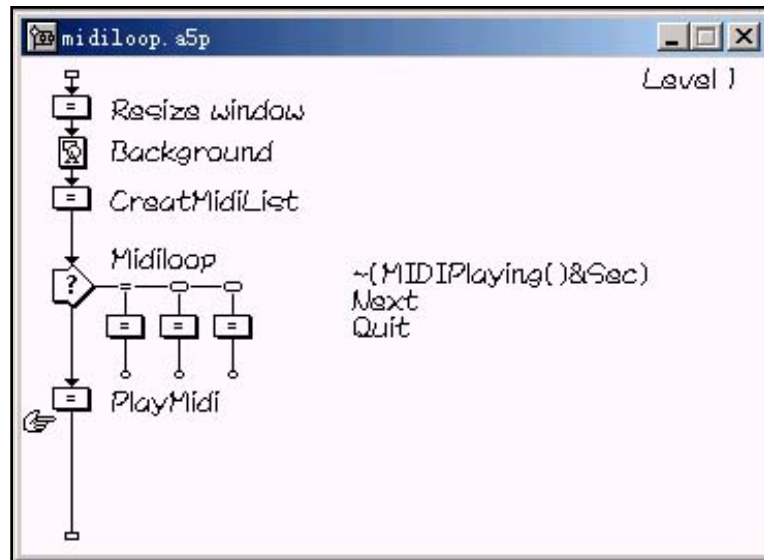 midiloop.a5p
Level 1
Resize window
Background
CreatMidiList
Midiloop
~(MIDIPlaying()&Sec)
Next
Quit
PlayMidi